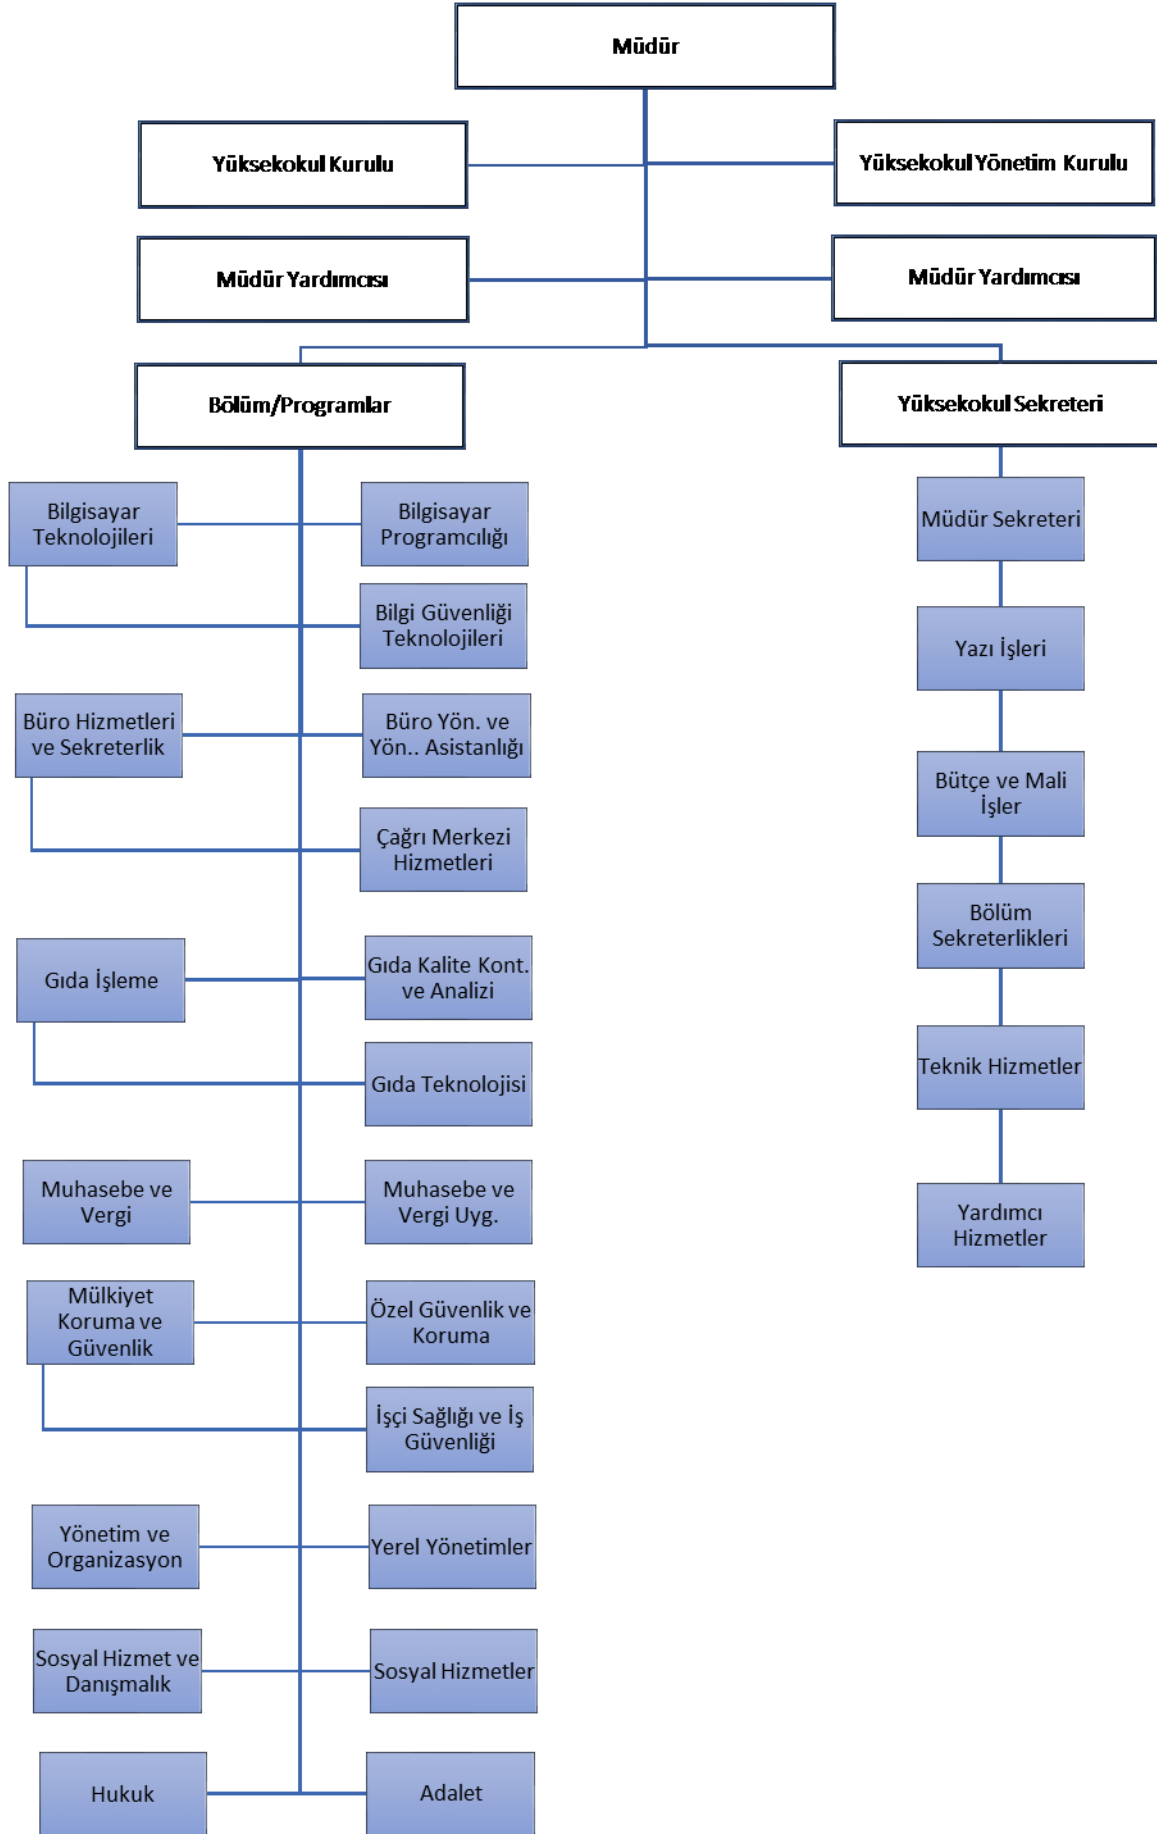 Müdür
Yüksekokul Kurulu
Yüksekokul Yönetim Kurulu
Müdür Yardımcısı
Müdür Yardımcısı
Bölüm/Programlar
Yüksekokul Sekreteri
Bilgisayar
Teknolojileri
Bilgisayar
Programcılığı
Bilgi Güvenliği
Teknolojileri
Büro Hizmetleri
ve Sekreterlik
Büro Yön. ve
Yön.. Asistanlığı
Çağrı Merkezi
Hizmetleri
Gıda İşleme
Gıda Kalite Kont.
ve Analizi
Gıda Teknolojisi
Muhasebe ve
Vergi
Muhasebe ve
Vergi Uyg.
Mülkiyet
Koruma ve
Güvenlik
Özel Güvenlik ve
Koruma
İşçi Sağlığı ve İş
Güvenliği
Yönetim ve
Organizasyon
Yerel Yönetimler
Sosyal Hizmet ve
Danışmalık
Sosyal Hizmetler
Hukuk
Adalet
Müdür Sekreteri
Yazı İşleri
Bütçe ve Mali
İşler
Bölüm
Sekreterlikleri
Teknik Hizmetler
Yardımcı
Hizmetler